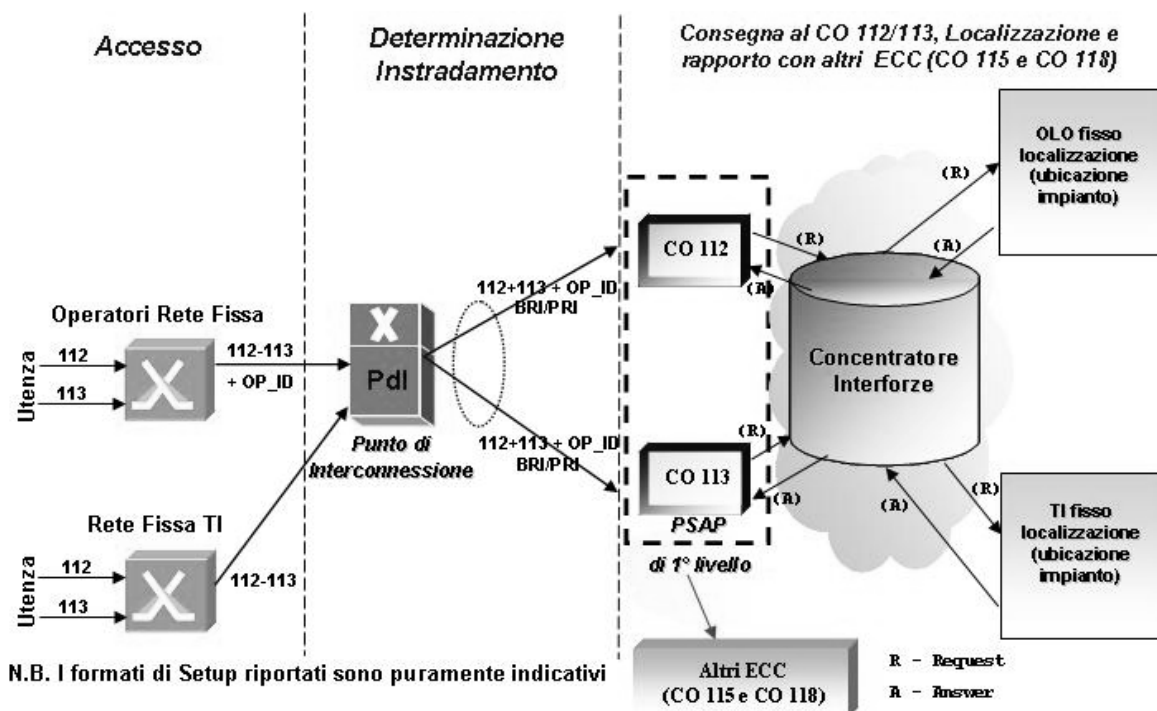 Accesso
Determinazione
Instradamento
Consegna al CO 112/113, Localizzazione e
rapporto con altri ECC (CO 115 e CO 118)
OLO fisso
localizzazione
(ubicazione
impianto)
(R)
(A)
CO 112
(R)
(A)
112+113 + OP_ID
BRI/PRI
Operatori Rete Fissa
Utenza
112
113
112-113
+ OP_ID
PdI
Punto di
Interconnessione
Concentratore
Interforze
112+113 + OP_ID
BRI/PRI
(R)
CO 113
(A)
PSAP
di 1° livello
(A)
(R)
TI fisso
localizzazione
(ubicazione
impianto)
Rete Fissa TI
Utenza
112
113
112-113
N.B. I formati di Setup riportati sono puramente indicativi
Altri ECC
(CO 115 e CO 118)
R - Request
A - Answer